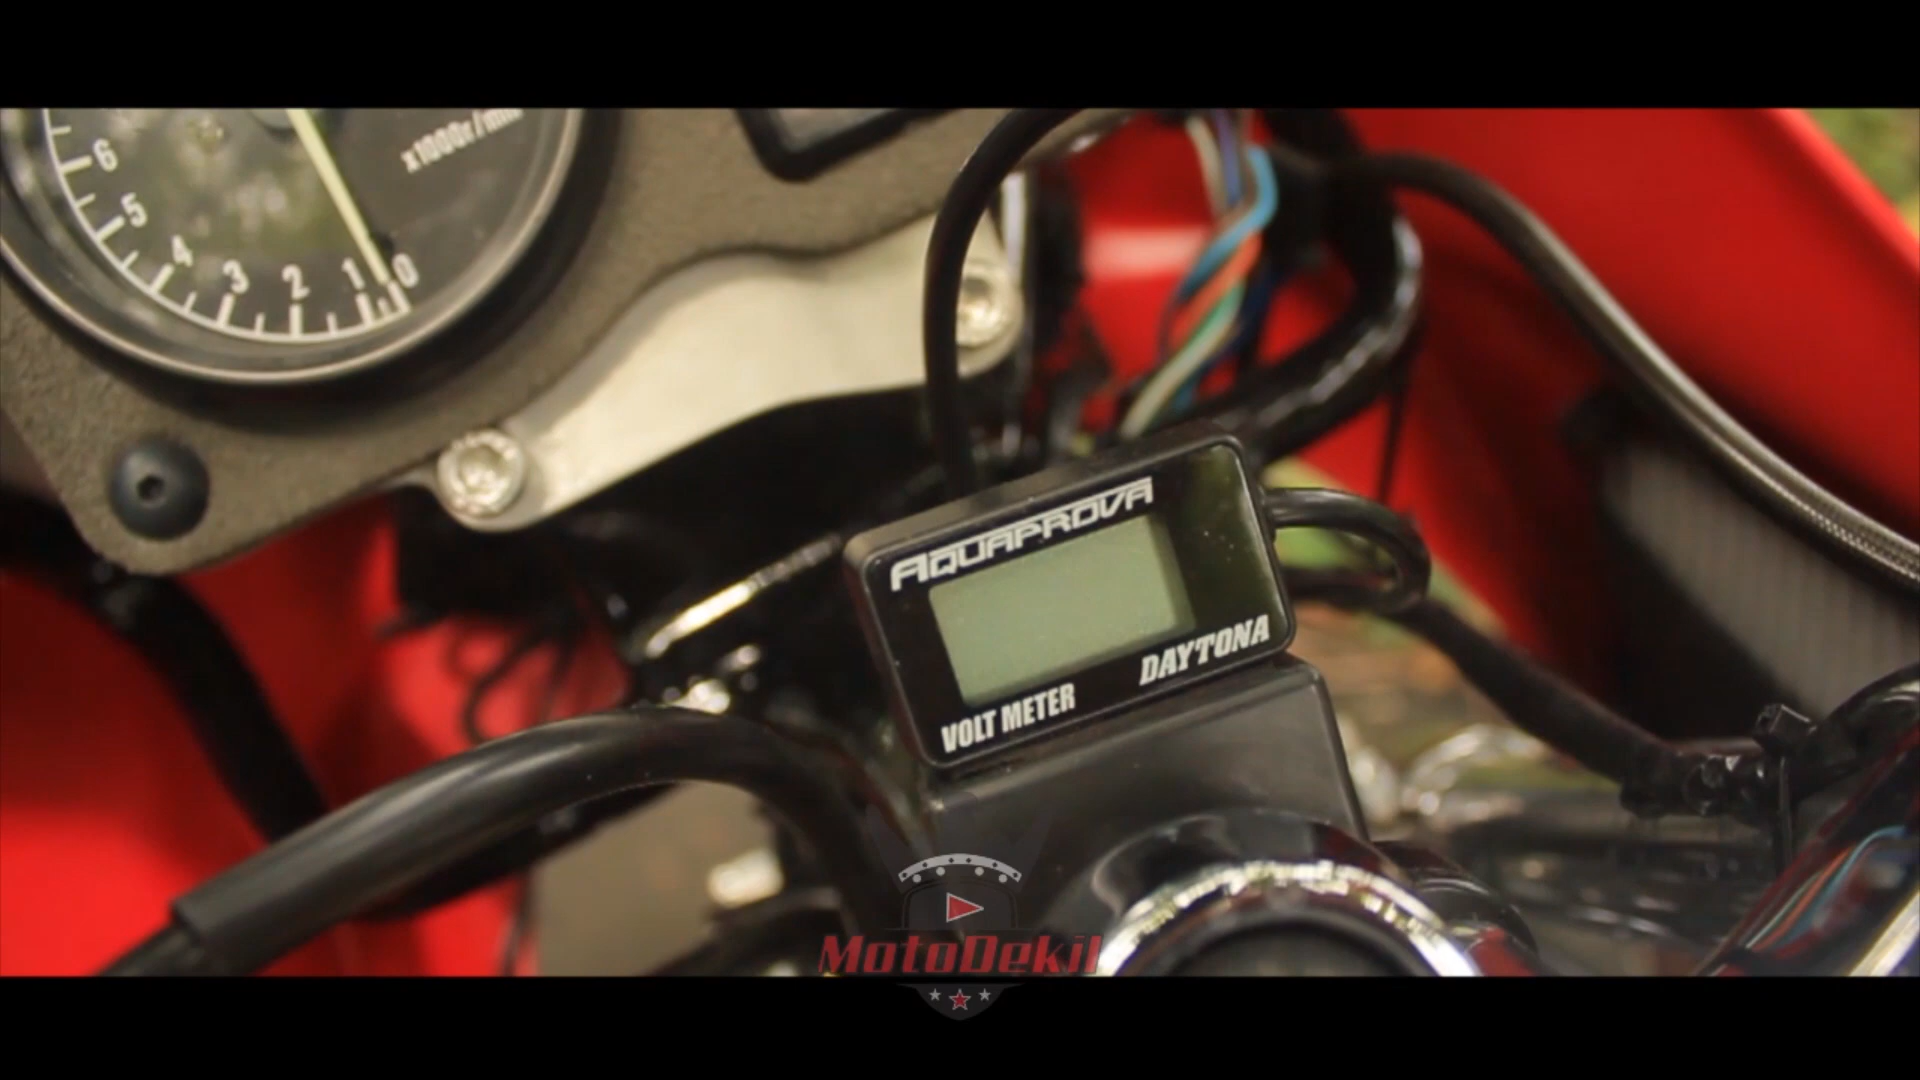 x1000r/min
6
5
4
3
2
1
0
AQUAPROVA
DAYTONA
VOLT METER
MotoDekil